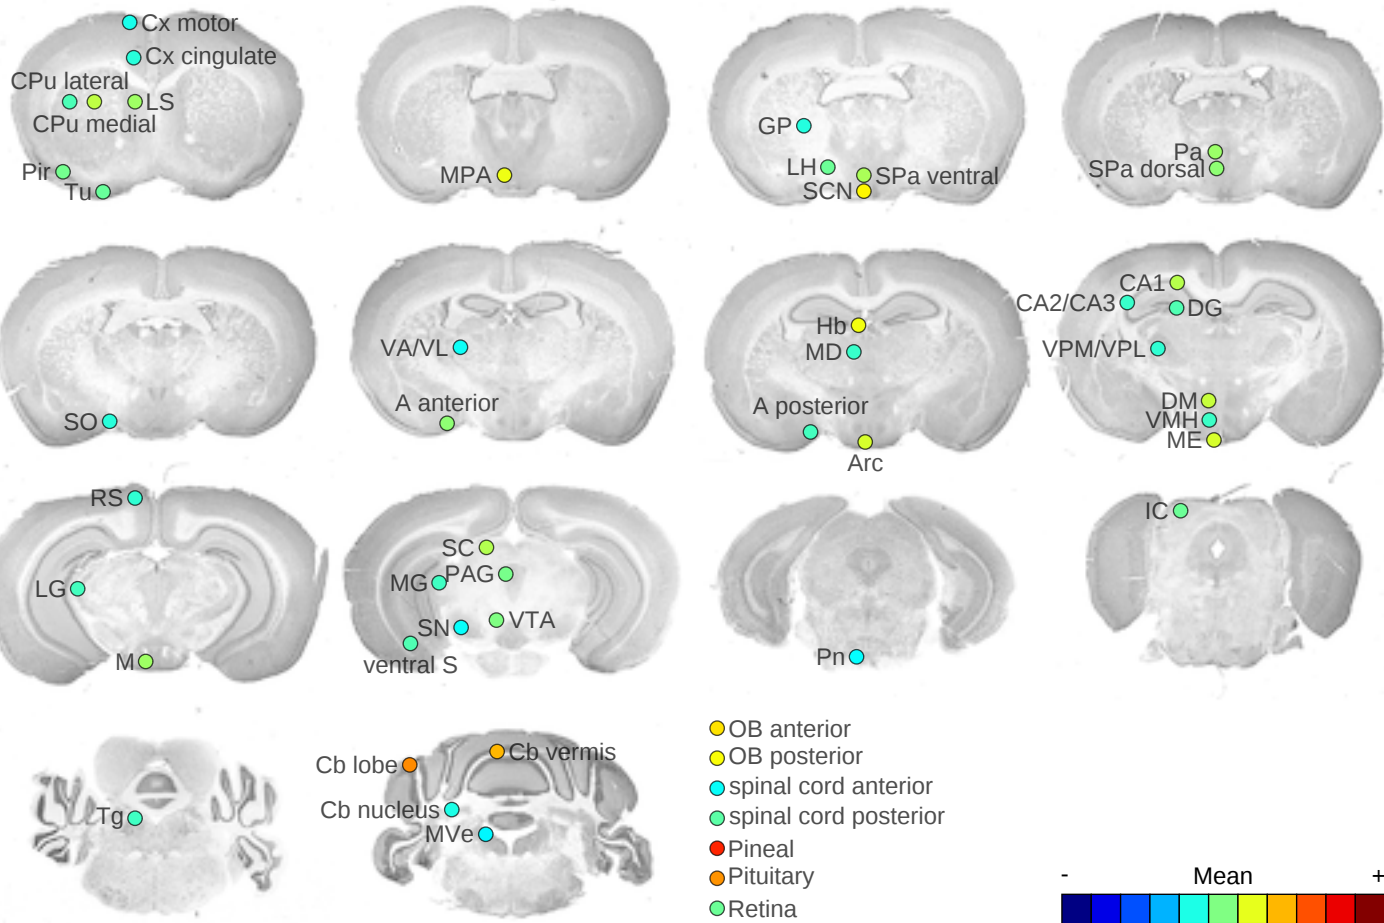 Cx motor
Cx cingulate
CPu lateral
LS
CPu medial
Pir
Tu
MPA
GP
LH
SPa ventral
SCN
Pa
SPa dorsal
SO
VA/VL
A anterior
Hb
MD
A posterior
Arc
CA1
CA2/CA3
DG
VPM/VPL
DM
VMH
ME
RS
LG
M
SC
MG
PAG
SN
VTA
ventral S
Pn
IC
Tg
Cb lobe
Cb vermis
Cb nucleus
MVe
OB anterior
OB posterior
spinal cord anterior
spinal cord posterior
Pineal
Pituitary
Retina
- Mean +